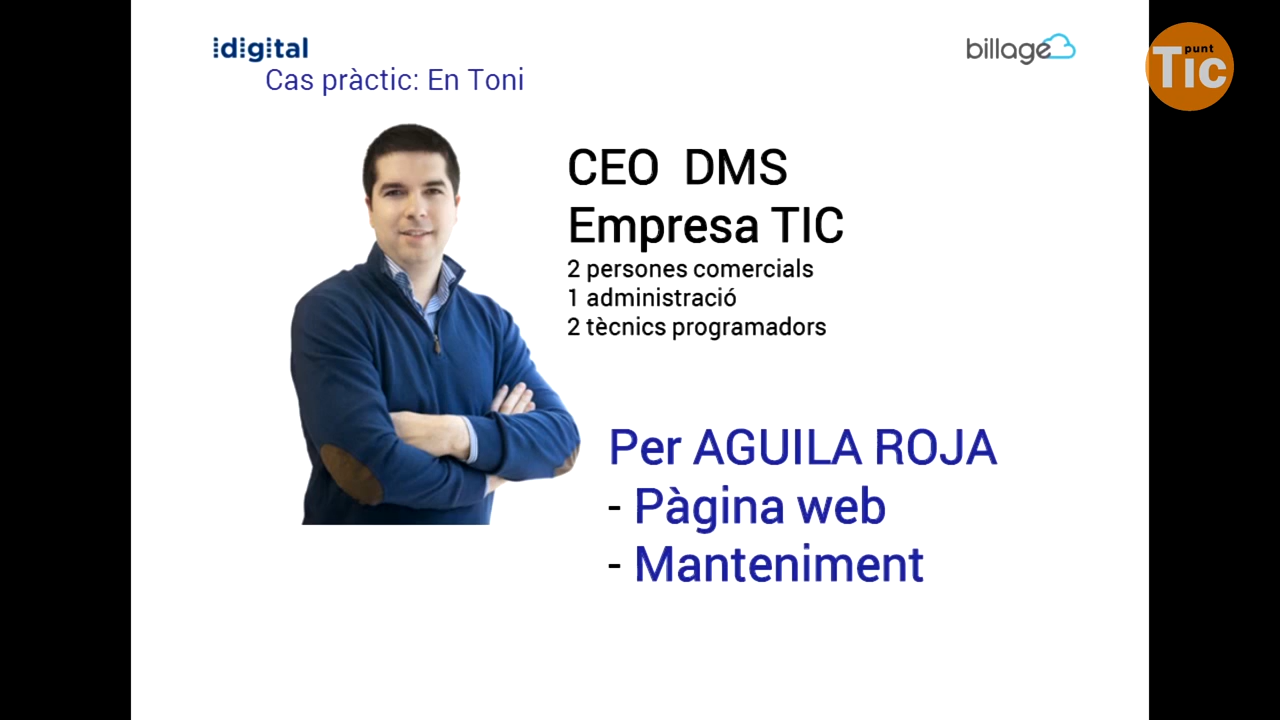 idigital
billage
punt
TIC
Cas pràctic: En Toni
CEO DMS
Empresa TIC
2 persones comercials
1 administració
2 tècnics programadors
Per AGUILA ROJA
- Pàgina web
- Manteniment